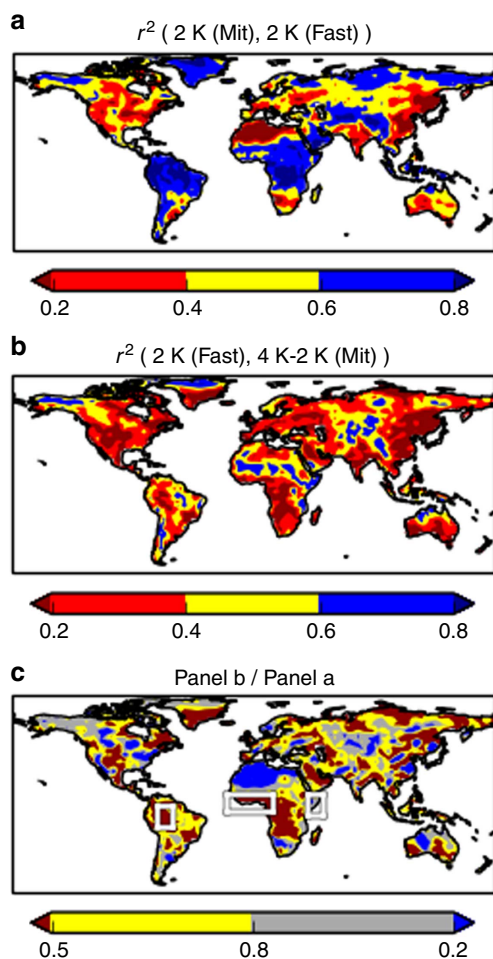 a
r² ( 2 K (Mit), 2 K (Fast) )
0.2 0.4 0.6 0.8
b
r² ( 2 K (Fast), 4 K-2 K (Mit) )
0.2 0.4 0.6 0.8
c
Panel b / Panel a
0.5 0.8 0.2